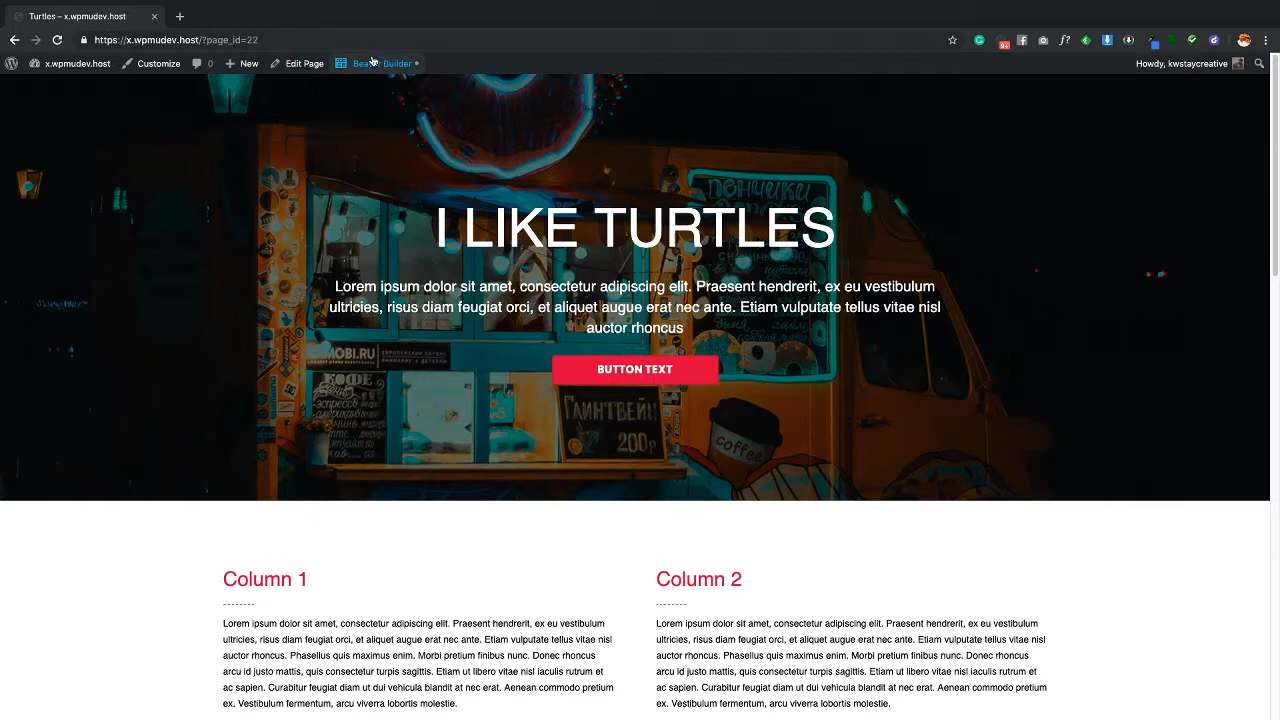 Turtles – x.wpmudev.host
https://x.wpmudev.host/?page_id=22
x.wpmudev.host
Customize
0
New
Edit Page
Builder
Howdy, kwstaycreative
I LIKE TURTLES
Lorem ipsum dolor sit amet, consectetur adipiscing elit. Praesent hendrerit, ex eu vestibulum
ultricies, risus diam feugiat orci, et aliquet augue erat nec ante. Etiam vulputate tellus vitae nisl
auctor rhoncus
BUTTON TEXT
ПОНЧИКИ
MOBI.RU
КОФЕ
ЭСПРЕССО
ГЛИНТВЕЙН
200р
coffee
Column 1
Lorem ipsum dolor sit amet, consectetur adipiscing elit. Praesent hendrerit, ex eu vestibulum
ultricies, risus diam feugiat orci, et aliquet augue erat nec ante. Etiam vulputate tellus vitae nisl
arcu rhoncus. Phasellus quis maximus enim. Morbi pretium finibus nunc. Donec rhoncus
arcu id justo mattis, quis consectetur turpis sagittis. Etiam ut libero vitae nisl iaculis rutrum et
ac sapien. Curabitur feugiat diam ut dui vehicula blandit at nec erat. Aenean commodo pretium
ex. Vestibulum fermentum, arcu viverra lobortis molestie.
Column 2
Lorem ipsum dolor sit amet, consectetur adipiscing elit. Praesent hendrerit, ex eu vestibulum
ultricies, risus diam feugiat orci, et aliquet augue erat nec ante. Etiam vulputate tellus vitae nisl
auctor rhoncus. Phasellus quis maximus enim. Morbi pretium finibus nunc. Donec rhoncus
arcu id justo mattis, quis consectetur turpis sagittis. Etiam ut libero vitae nisl iaculis rutrum et
ac sapien. Curabitur feugiat diam ut dui vehicula blandit at nec erat. Aenean commodo pretium
ex. Vestibulum fermentum, arcu viverra lobortis molestie.